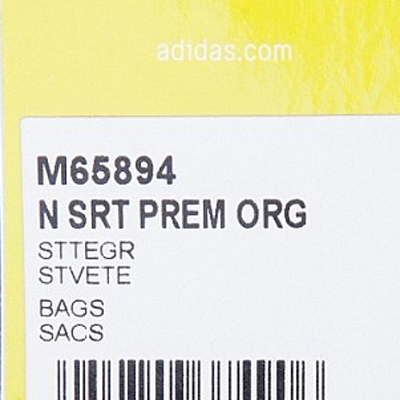 adidas.com
M65894
N SRT PREM ORG
STTEGR
STVETE
BAGS
SACS